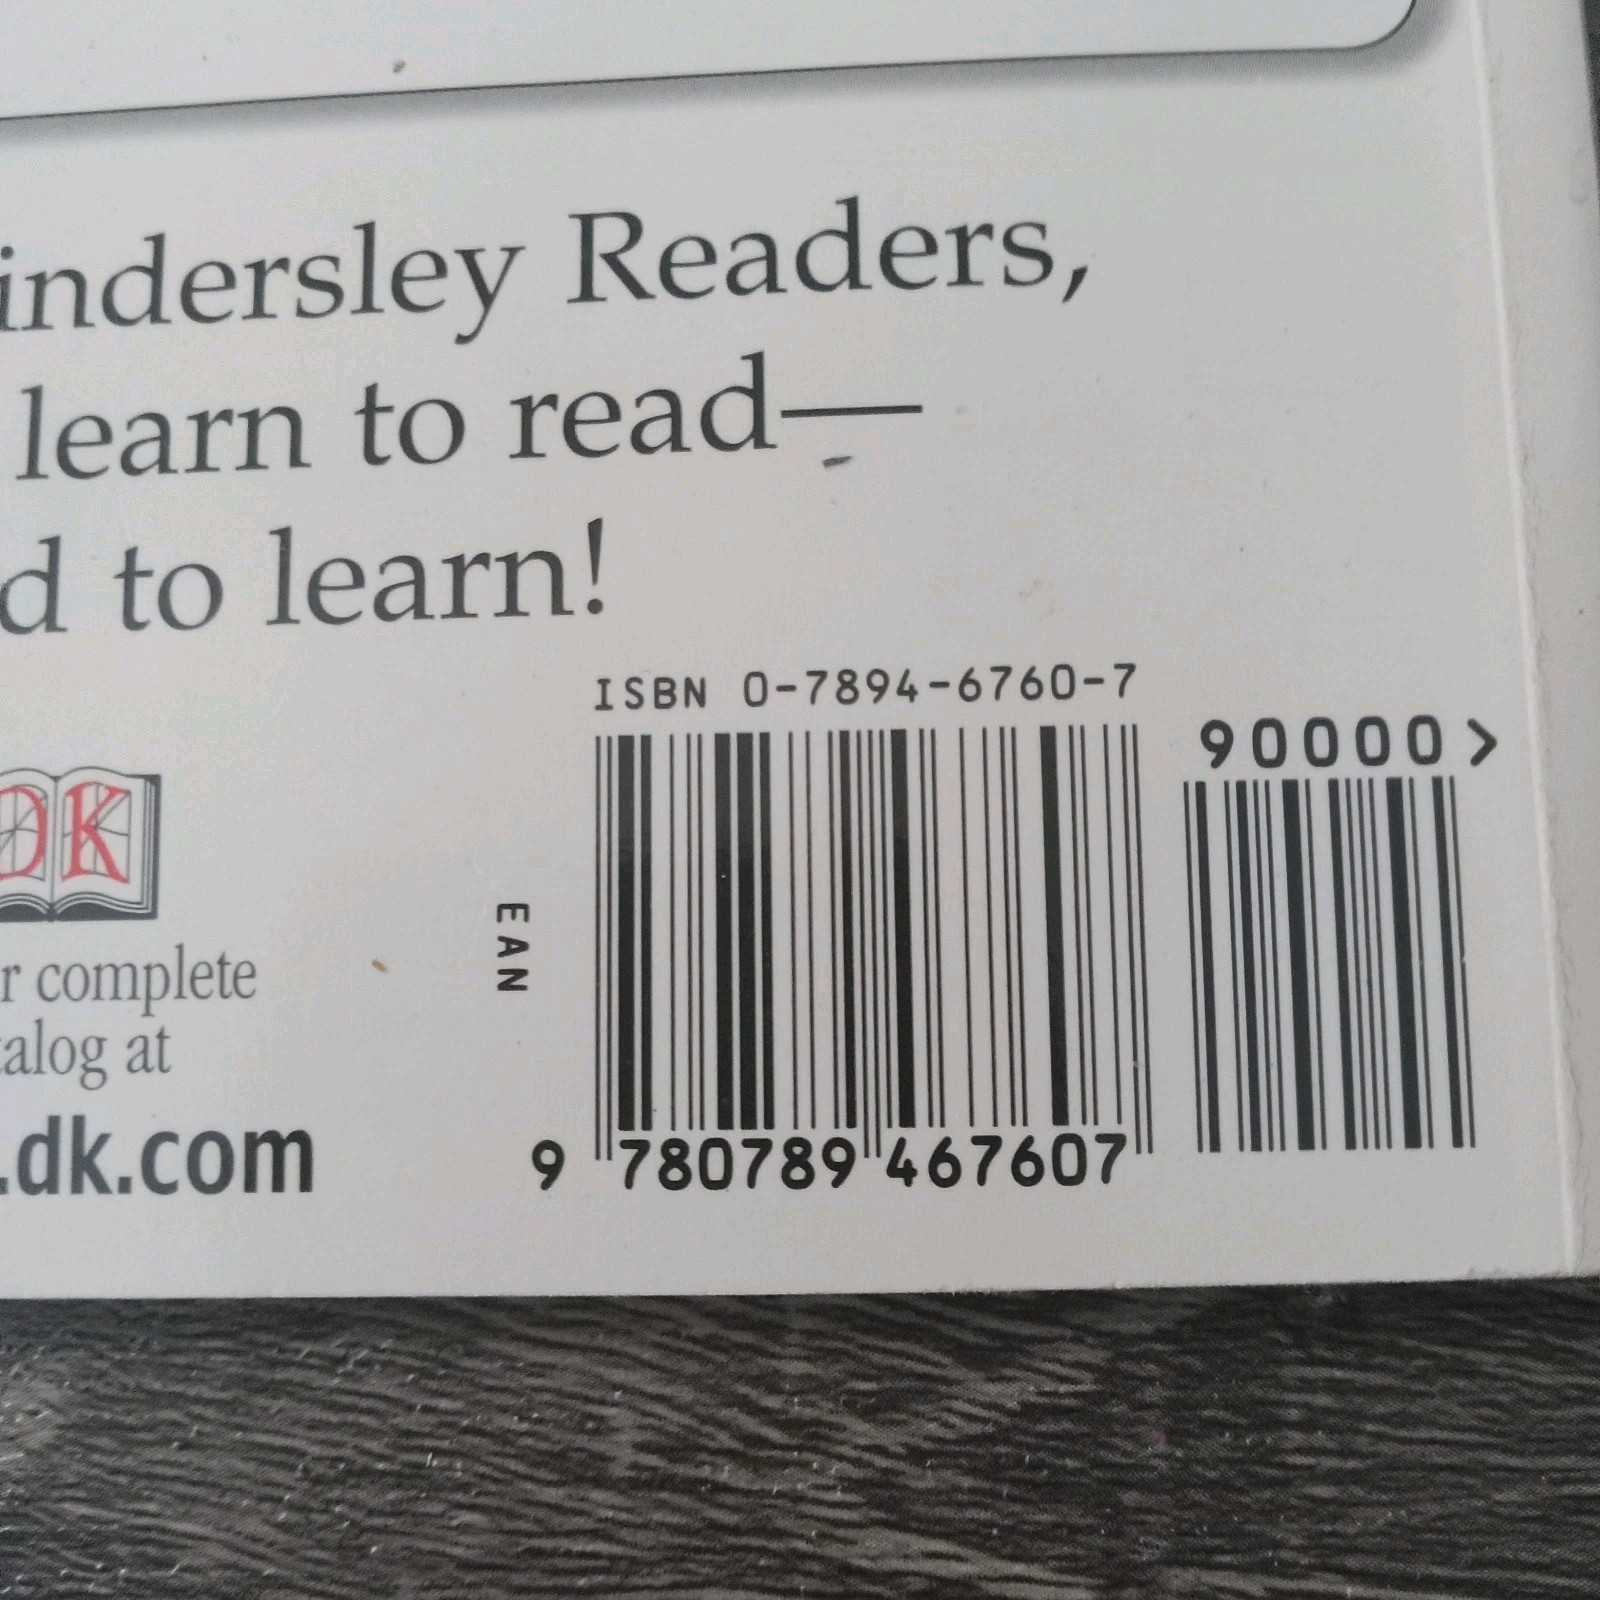 indersley Readers,
learn to read—
d to learn!
ISBN 0-7894-6760-7
90000>
DK
EAN
r complete
alog at
.dk.com
9 780789 467607